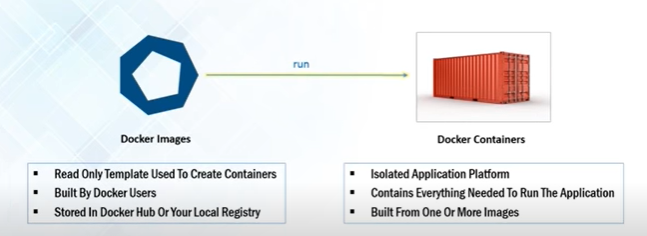 run
Docker Images
Docker Containers
Read Only Template Used To Create Containers
Built By Docker Users
Stored In Docker Hub Or Your Local Registry
Isolated Application Platform
Contains Everything Needed To Run The Application
Built From One Or More Images